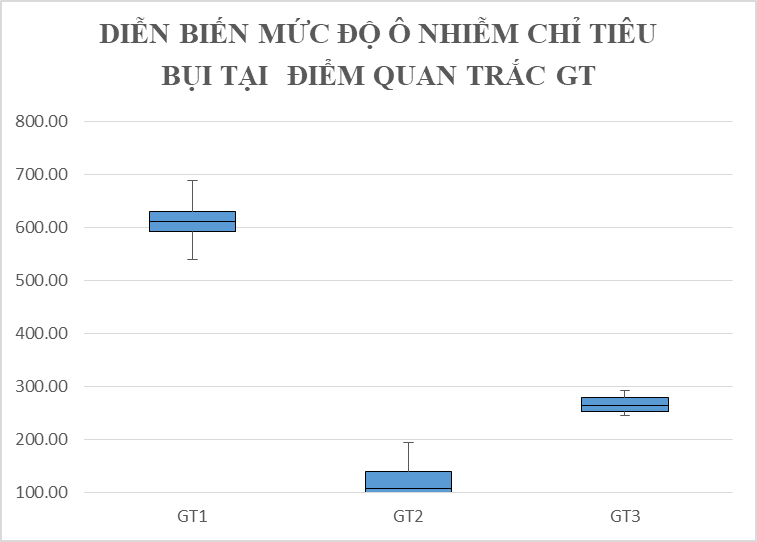 DIỄN BIẾN MỨC ĐỘ Ô NHIỄM CHỈ TIÊU
BỤI TẠI ĐIỂM QUAN TRẮC GT
800.00
700.00
600.00
500.00
400.00
300.00
200.00
100.00
GT1 GT2 GT3